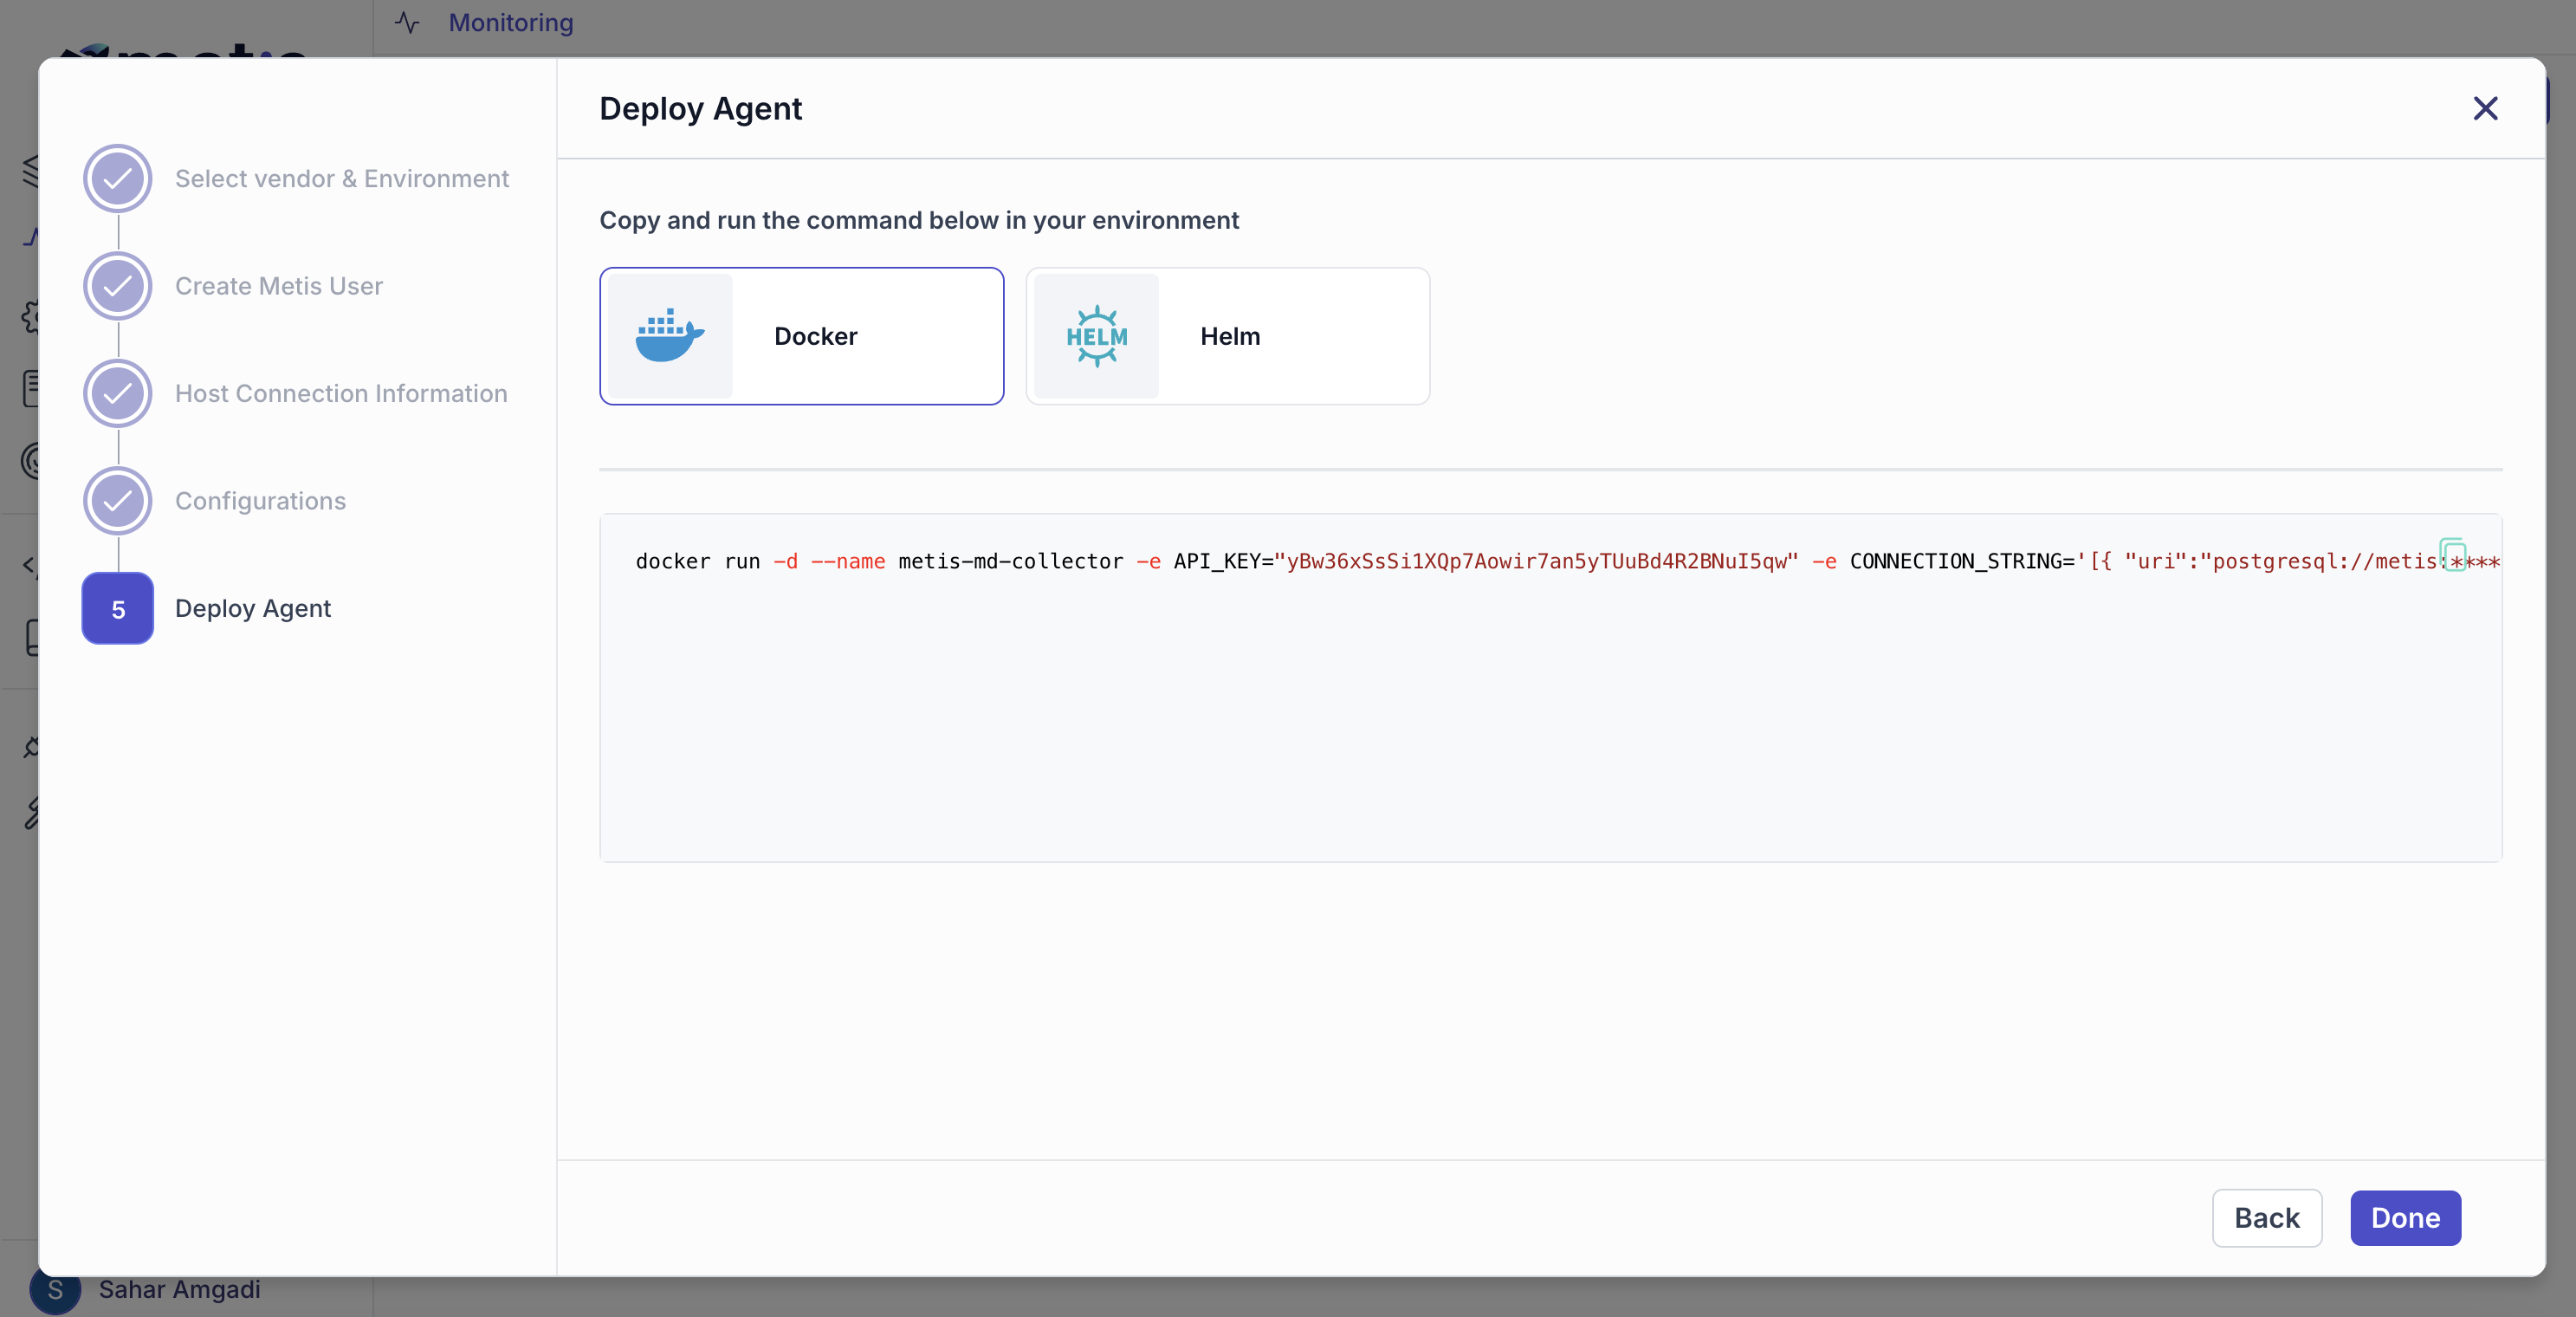 Monitoring
Deploy Agent
Select vendor & Environment
Create Metis User
Host Connection Information
Configurations
5 Deploy Agent
Copy and run the command below in your environment
Docker
HELM Helm
docker run -d --name metis-md-collector -e API_KEY="yBw36xSsSi1XQp7Aowir7an5yTUuBd4R2BNuI5qw" -e CONNECTION_STRING='[{ "uri":"postgresql://metis:****
Back Done
S Sahar Amgadi